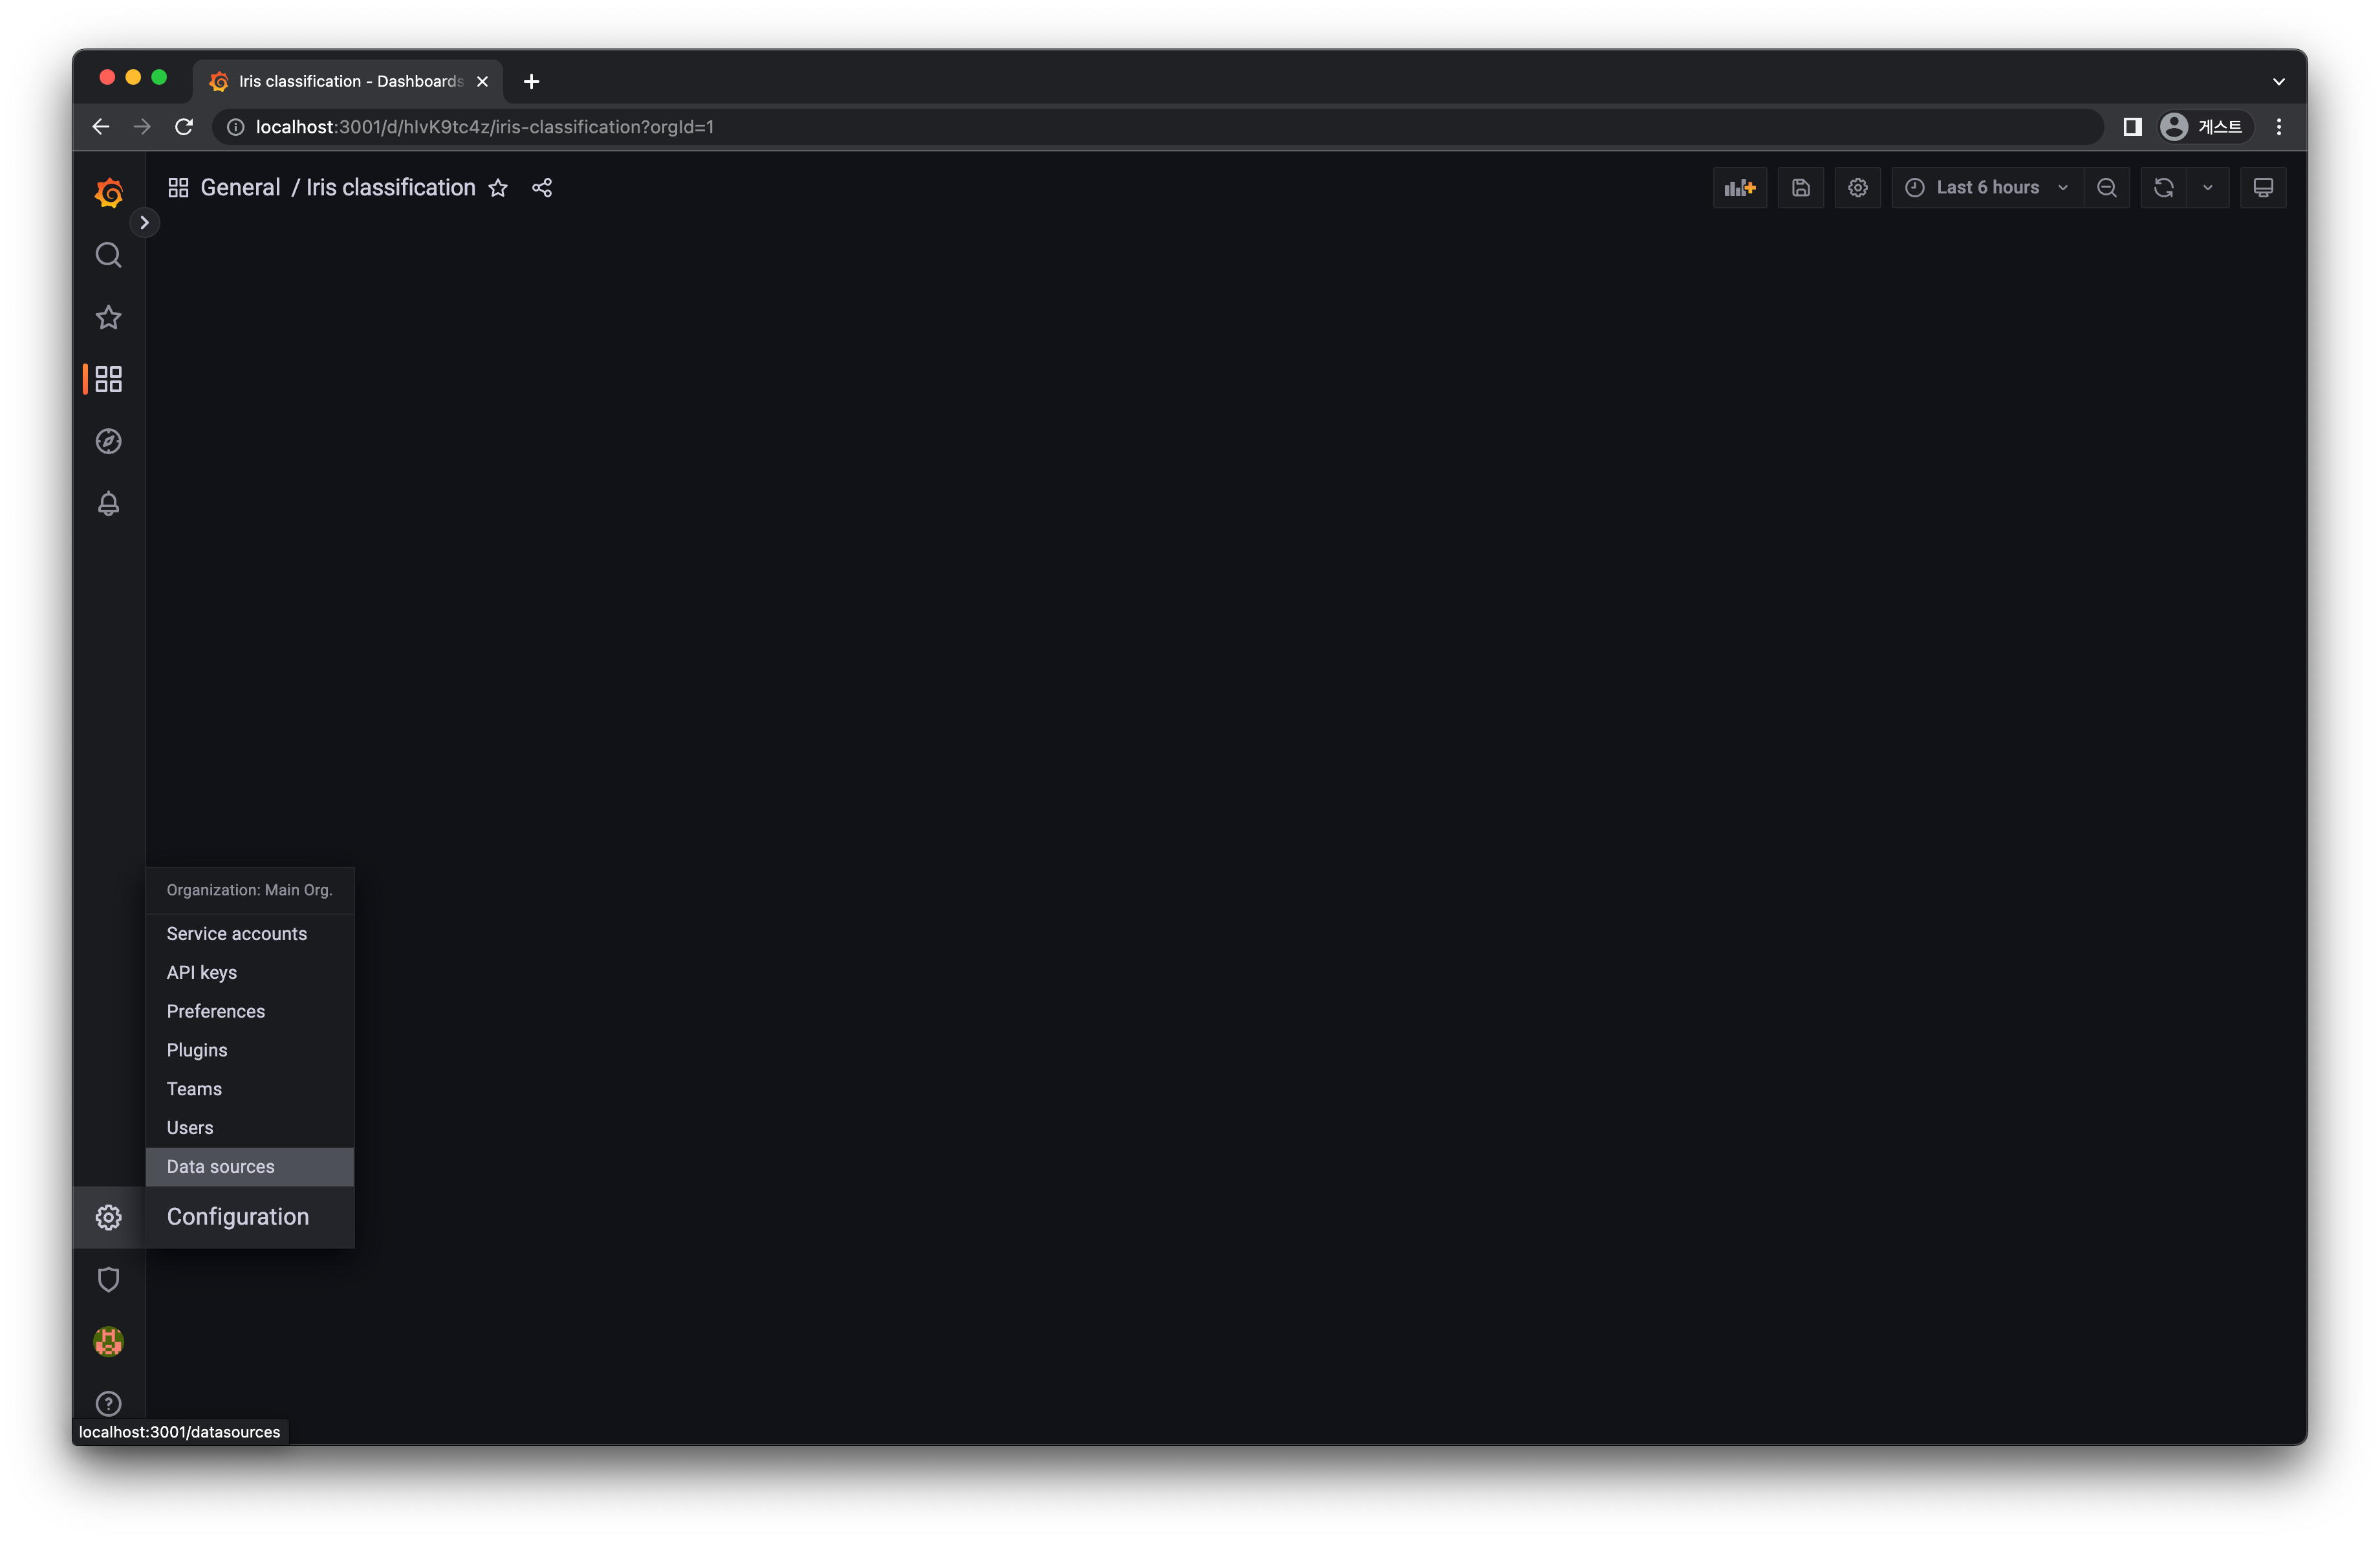 Iris classification - Dashboards
localhost:3001/d/hIvK9tc4z/iris-classification?orgId=1
게스트
General / Iris classification
Last 6 hours
Organization: Main Org.
Service accounts
API keys
Preferences
Plugins
Teams
Users
Data sources
Configuration
localhost:3001/datasources